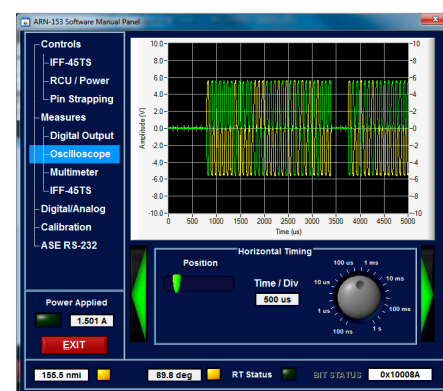 ARN-153 Software Manual Panel
Controls
IFF-45TS
RCU / Power
Pin Strapping
Measures
Digital Output
Oscilloscope
Multimeter
IFF-45TS
Digital/Analog
Calibration
ASE RS-232
Power Applied
1.501 A
EXIT
10.0
8.0
6.0
4.0
2.0
0.0
-2.0
-4.0
-6.0
-8.0
-10.0
Amplitude [V]
-10
-8
-6
-4
-2
-0
-2
-4
-6
-8
-10
0 500 1000 1500 2000 2500 3000 3500 4000 4500 5000
Time (us)
Horizontal Timing
Position
Time / Div
500 us
100 us 1 ms
10 us 10 ms
1 us 100 ms
100 ns 1 s
155.5 nmi 89.8 deg RT Status BIT STATUS 0x10008A